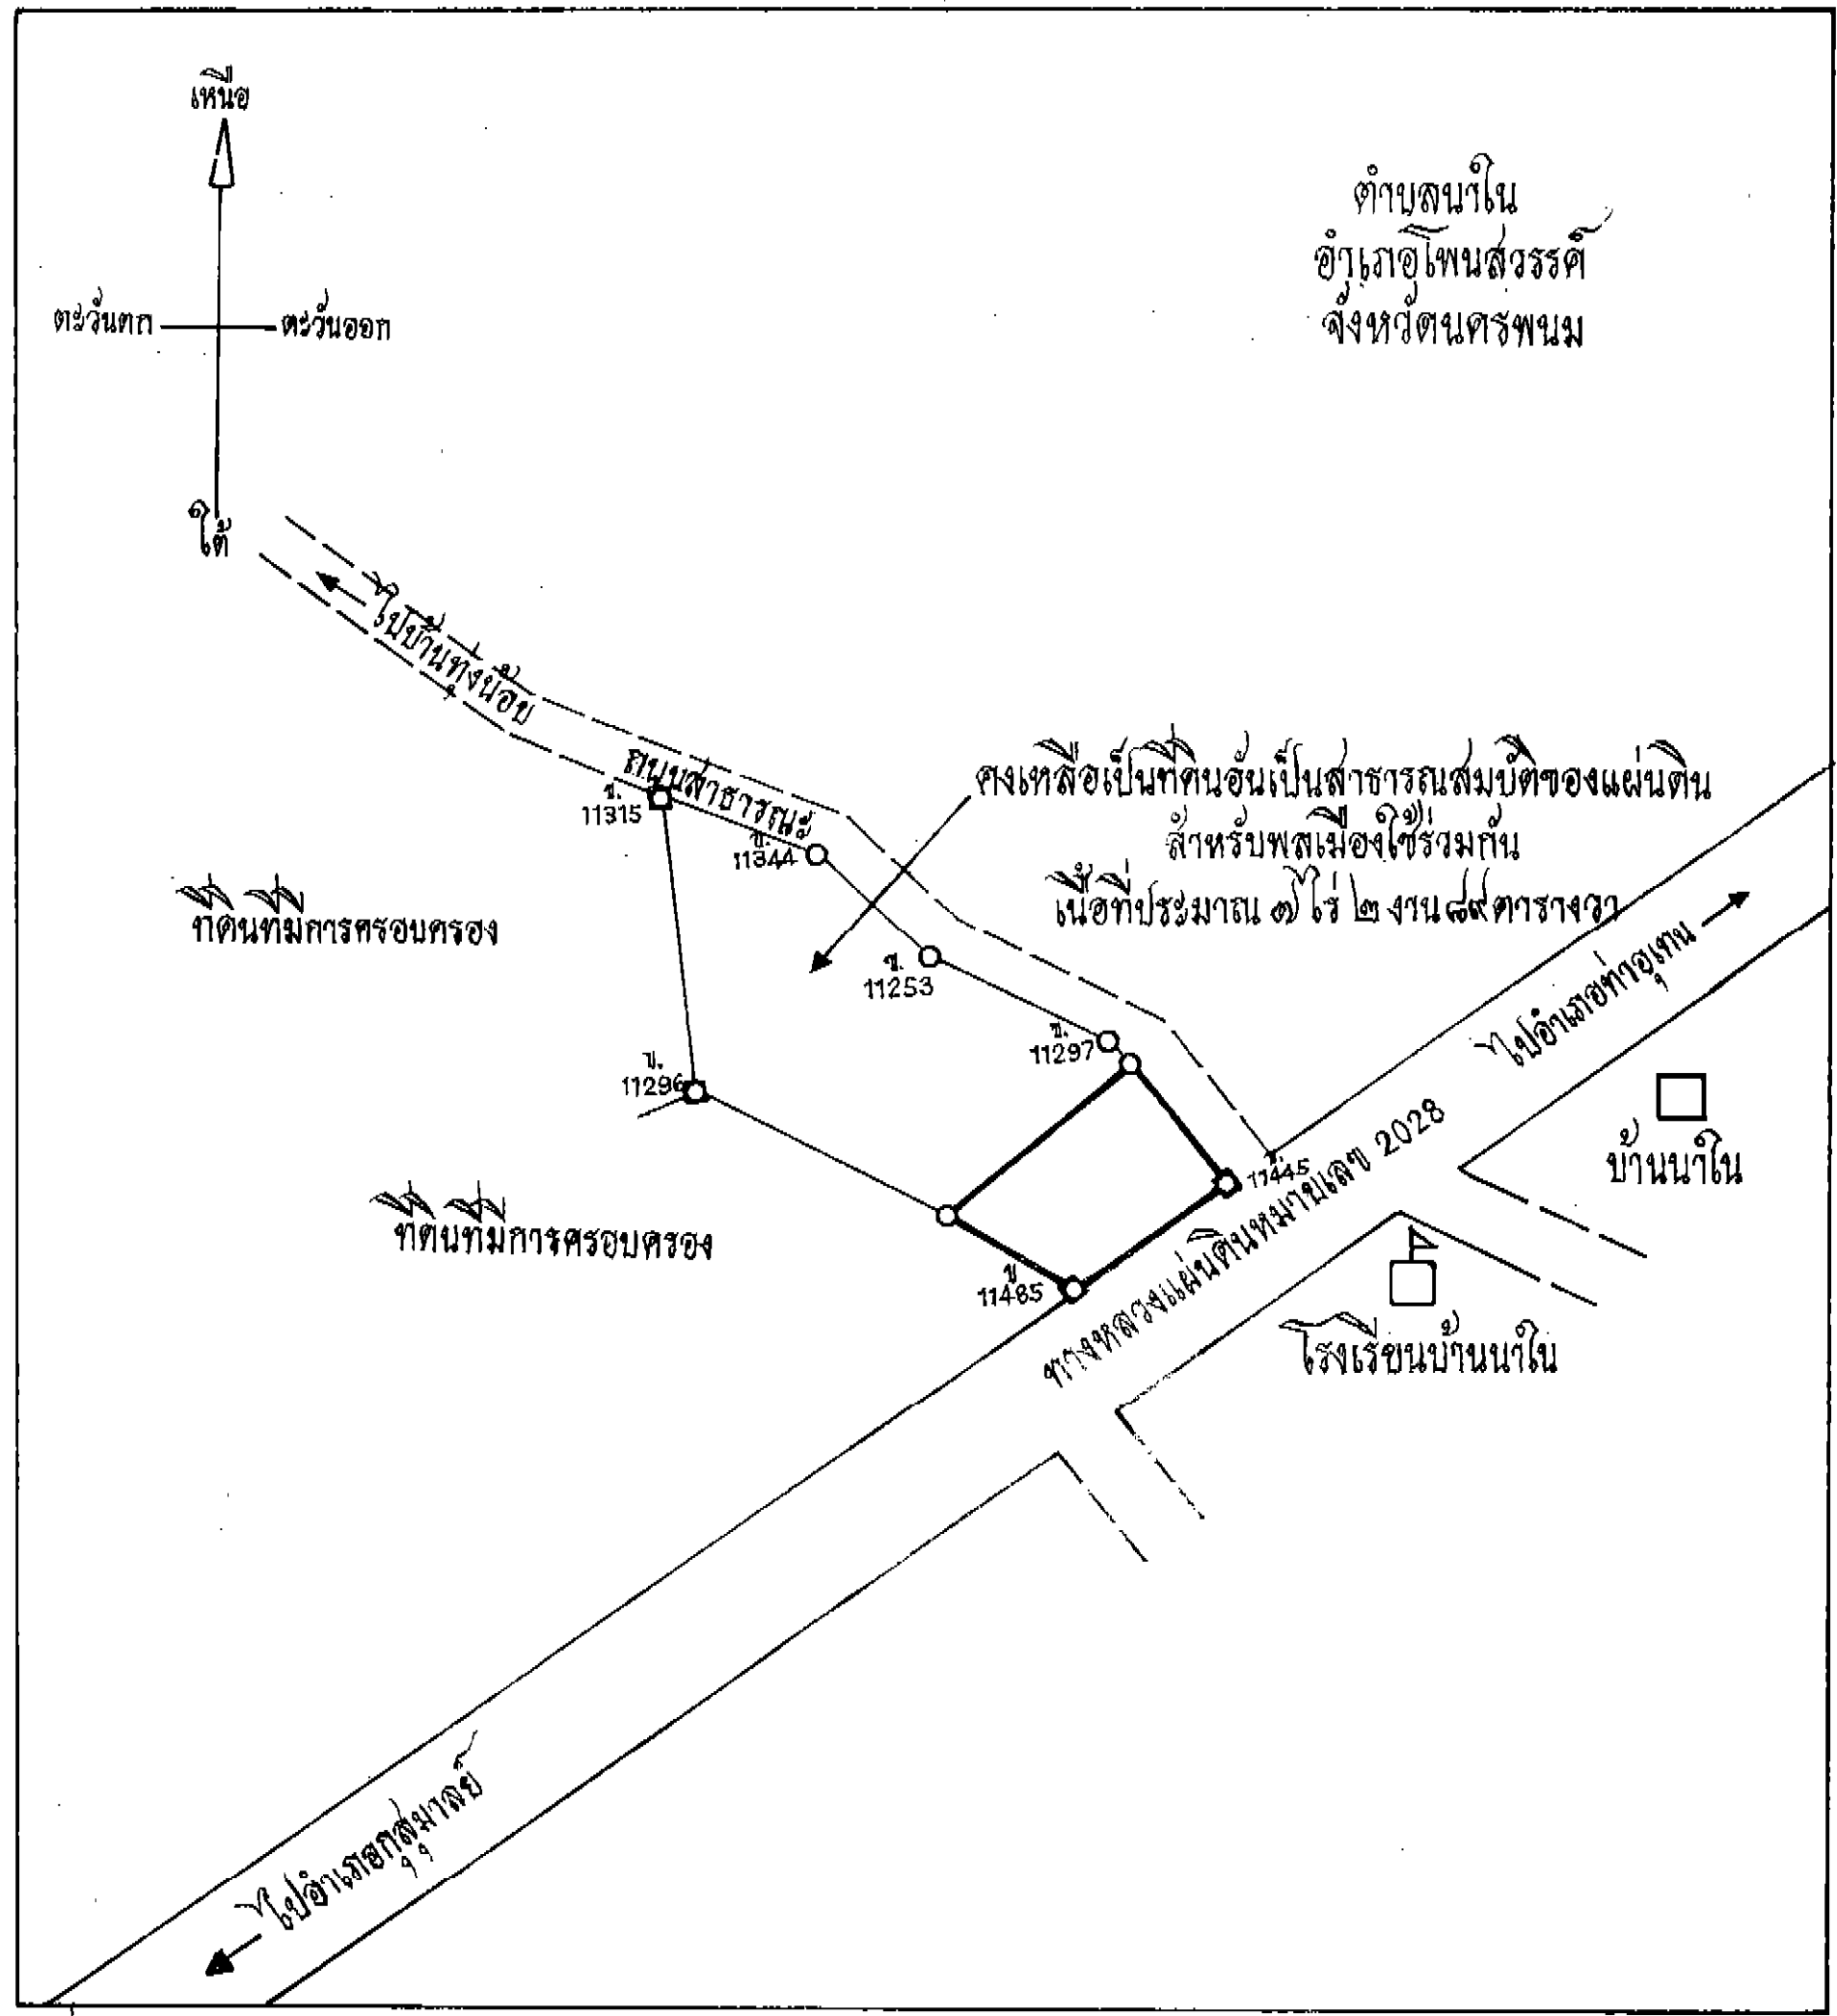 เหนือ
ตะวันตก
ตะวันออก
ใต้
ตำบลนาใน
อำเภอโพนสวรรค์
จังหวัดนครพนม
ไปบ้านทุ่งน้อย
ถนนสาธารณะ
ข.
11315
ข.
11344
คงเหลือเป็นที่ดินอันเป็นสาธารณสมบัติของแผ่นดิน
สำหรับพลเมืองใช้ร่วมกัน
เนื้อที่ประมาณ ๗ ไร่ ๒ งาน ๘๙ ตารางวา
ที่ดินที่มีการครอบครอง
ข.
11253
ข.
11297
ข.
11296
ไปอำเภอท่าอุเทน
บ้านนาใน
ข.
11445
ทางหลวงแผ่นดินหมายเลข 2028
ที่ดินที่มีการครอบครอง
ข
11485
โรงเรียนบ้านนาใน
ไปอำเภอกุสุมาลย์